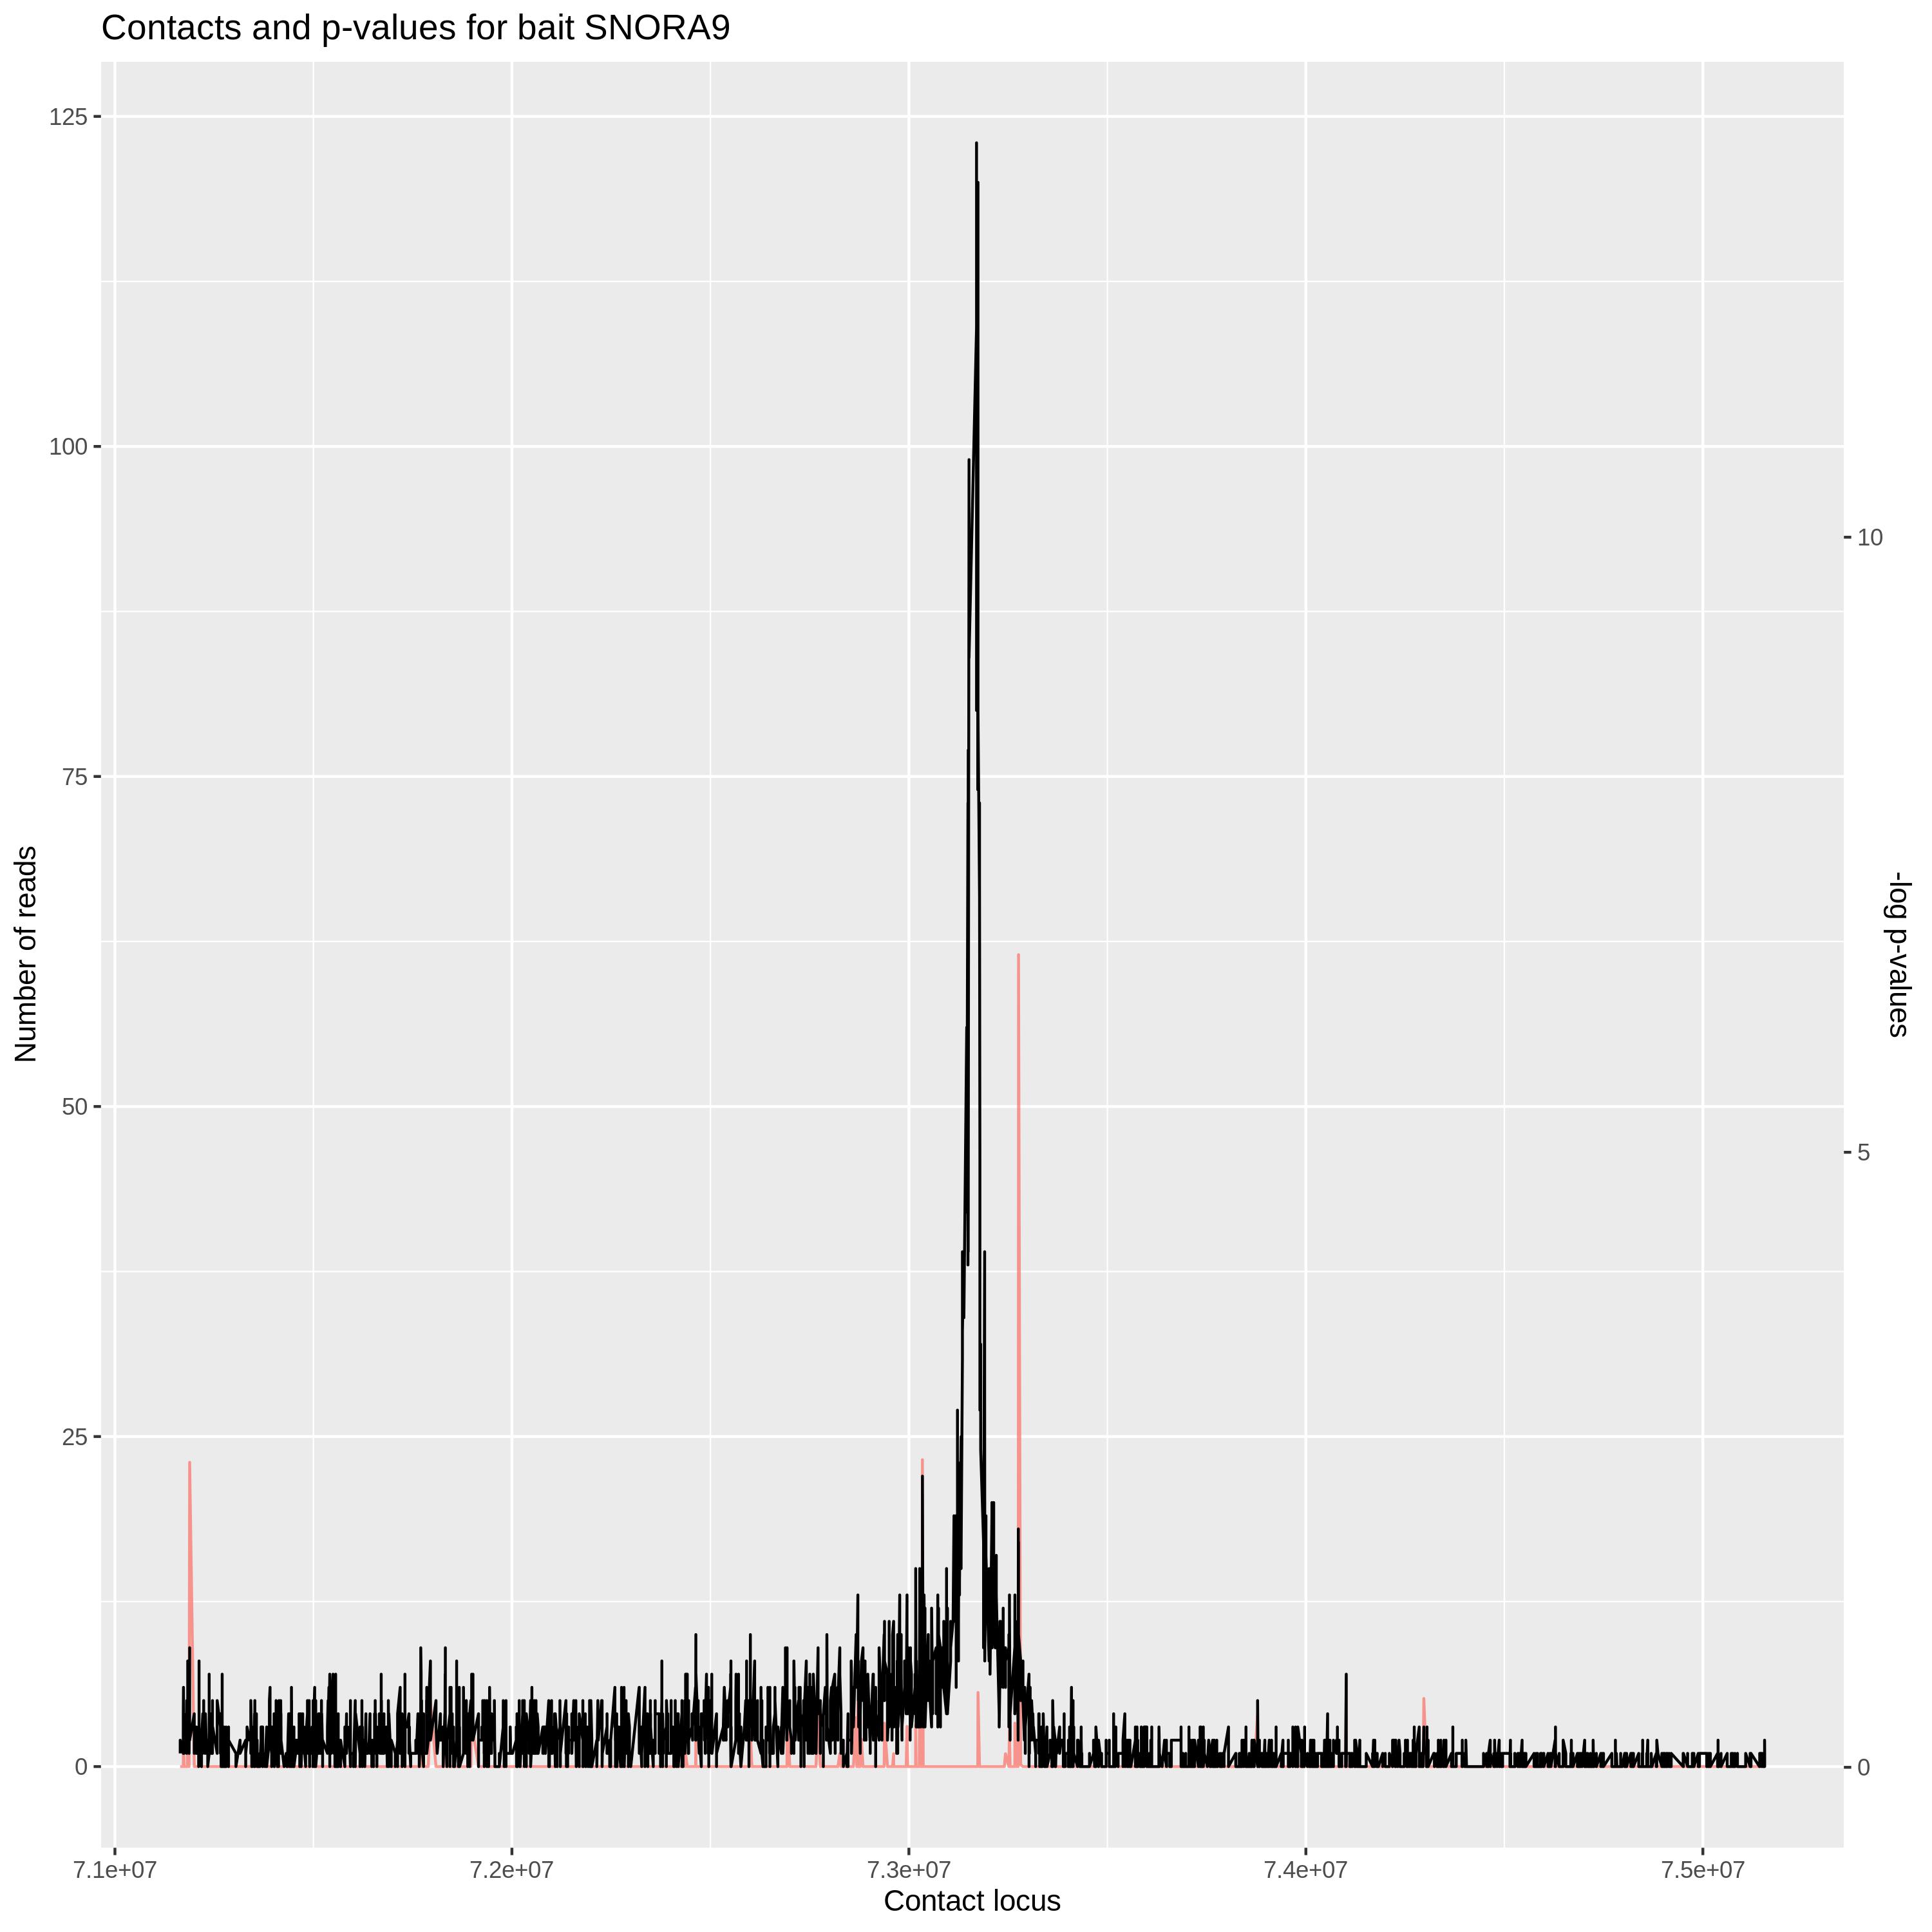 Contacts and p-values for bait SNORA9
125
100
75
50
25
0
Number of reads
10
5
0
-log p-values
7.1e+07 7.2e+07 7.3e+07 7.4e+07 7.5e+07
Contact locus